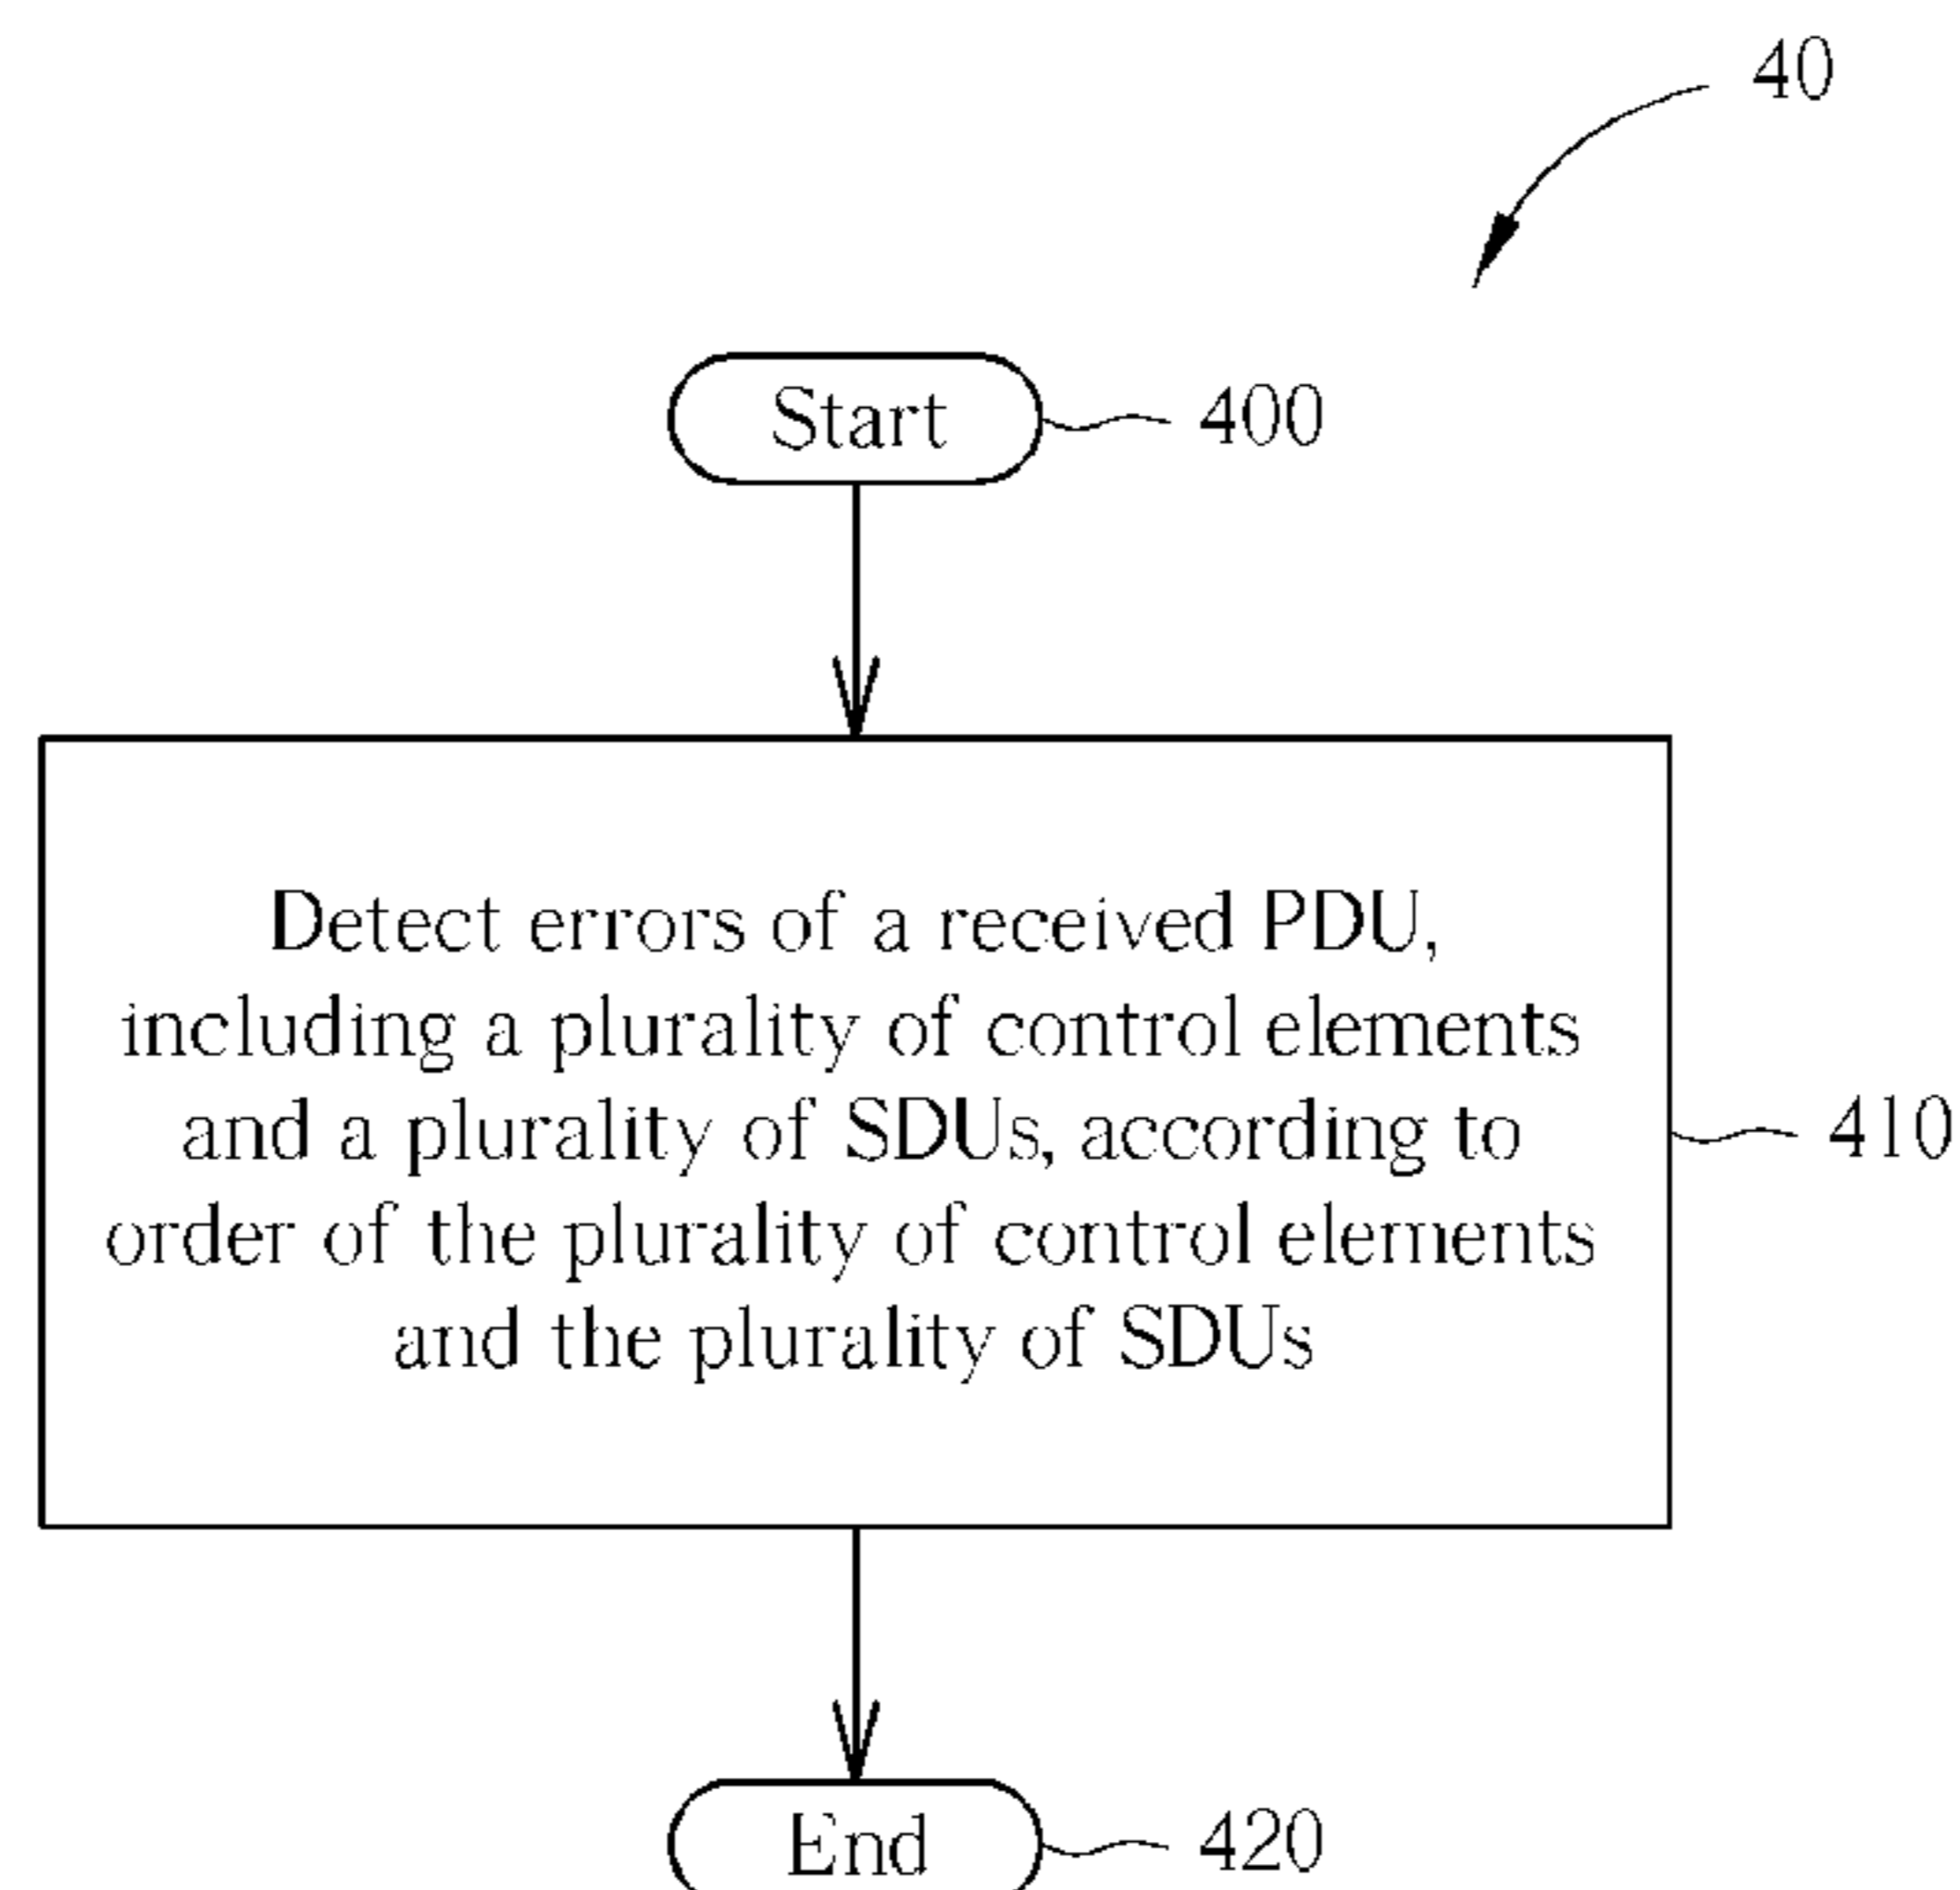 40
Start
400
Detect errors of a received PDU,
including a plurality of control elements
and a plurality of SDUs, according to
order of the plurality of control elements
and the plurality of SDUs
410
End
420